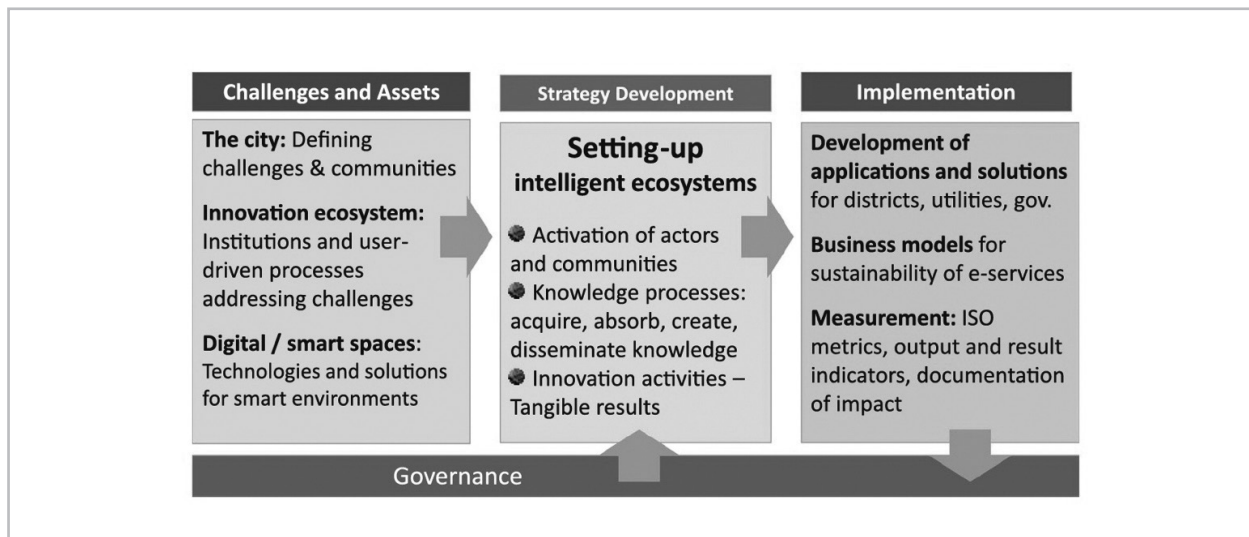 Challenges and Assets
The city: Defining
challenges & communities
Innovation ecosystem:
Institutions and user-
driven processes
addressing challenges
Digital / smart spaces:
Technologies and solutions
for smart environments
Strategy Development
Setting-up
intelligent ecosystems
Activation of actors
and communities
Knowledge processes:
acquire, absorb, create,
disseminate knowledge
Innovation activities –
Tangible results
Implementation
Development of
applications and solutions
for districts, utilities, gov.
Business models for
sustainability of e-services
Measurement: ISO
metrics, output and result
indicators, documentation
of impact
Governance